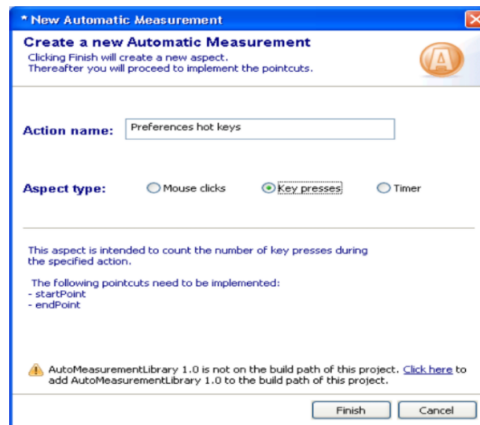 * New Automatic Measurement
Create a new Automatic Measurement
Clicking Finish will create a new aspect.
Thereafter you will proceed to implement the pointcuts.
A
Action name: Preferences hot keys
Aspect type: Mouse clicks Key presses Timer
This aspect is intended to count the number of key presses during
the specified action.
The following pointcuts need to be implemented:
- startPoint
- endPoint
AutoMeasurementLibrary 1.0 is not on the build path of this project. Click here to
add AutoMeasurementLibrary 1.0 to the build path of this project.
Finish Cancel